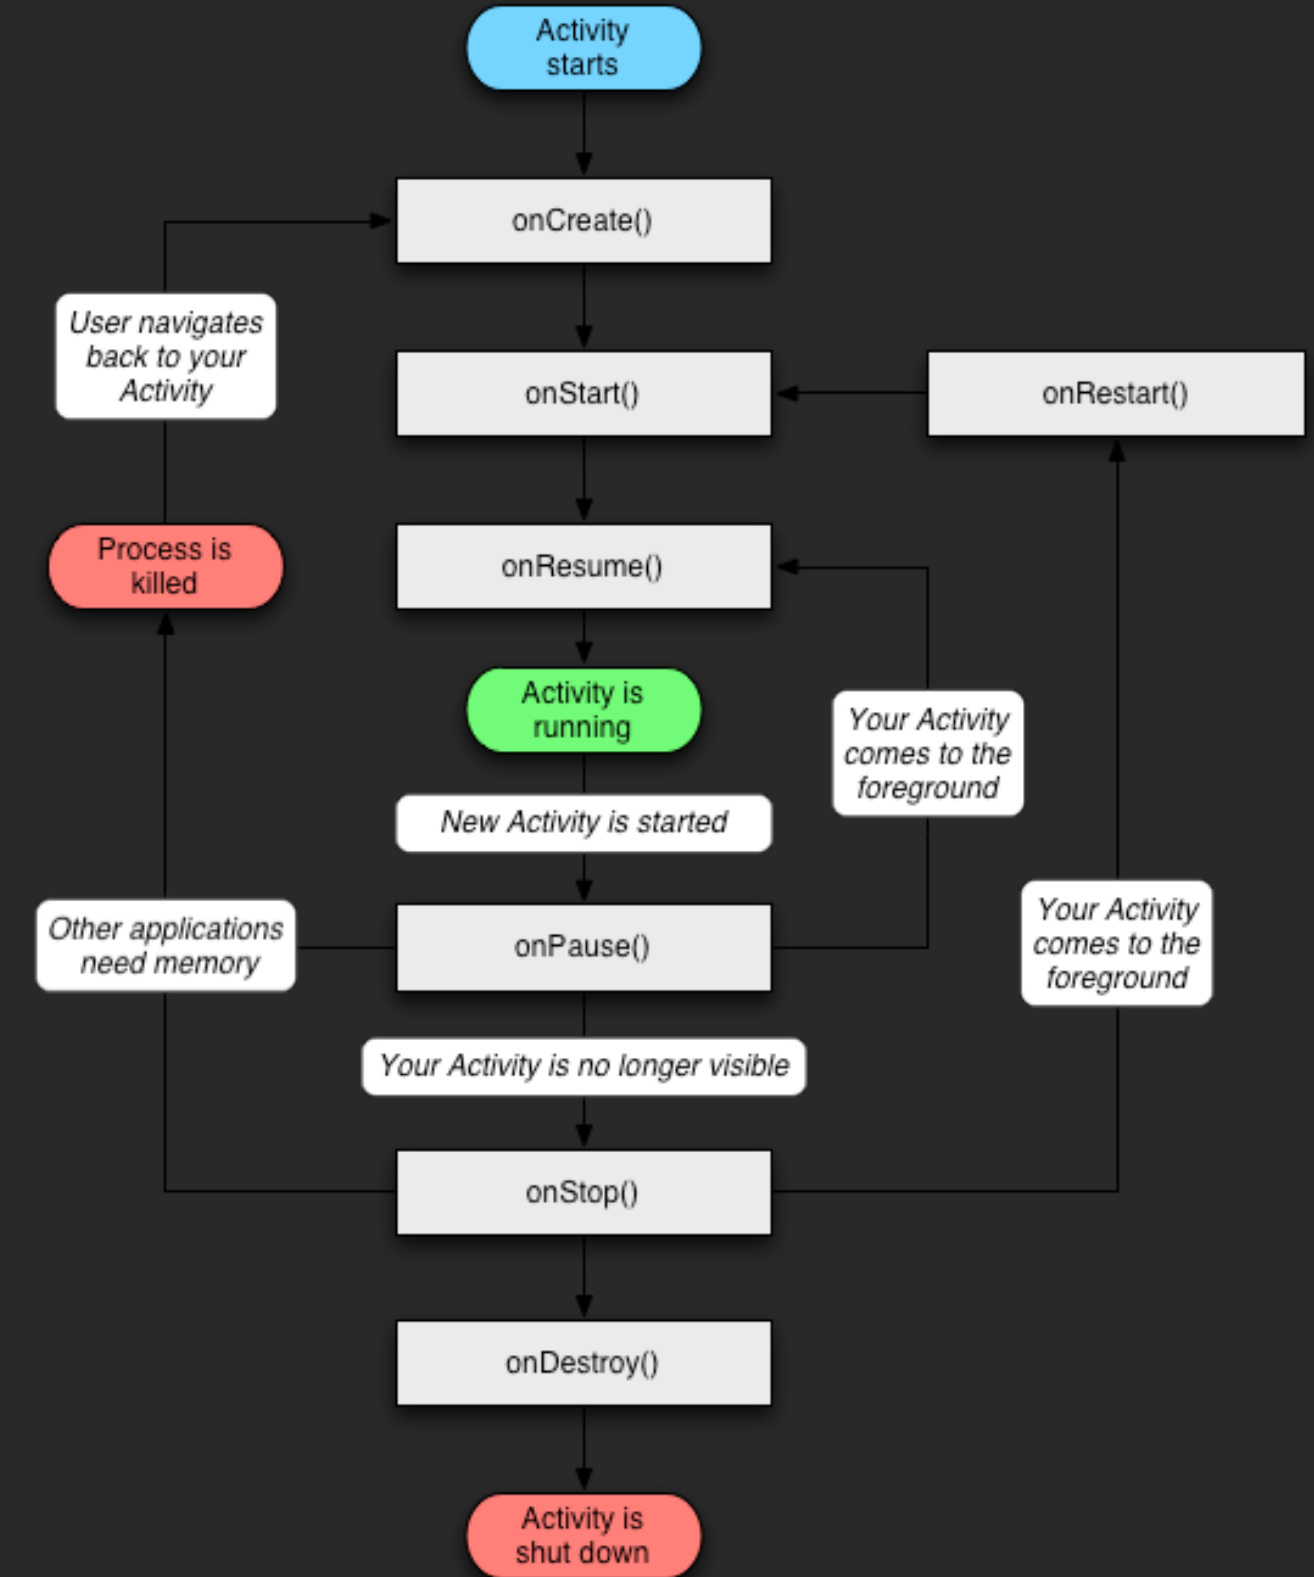 Activity
starts
onCreate()
User navigates
back to your
Activity
onStart()
onRestart()
Process is
killed
onResume()
Activity is
running
Your Activity
comes to the
foreground
New Activity is started
Other applications
need memory
onPause()
Your Activity
comes to the
foreground
Your Activity is no longer visible
onStop()
onDestroy()
Activity is
shut down